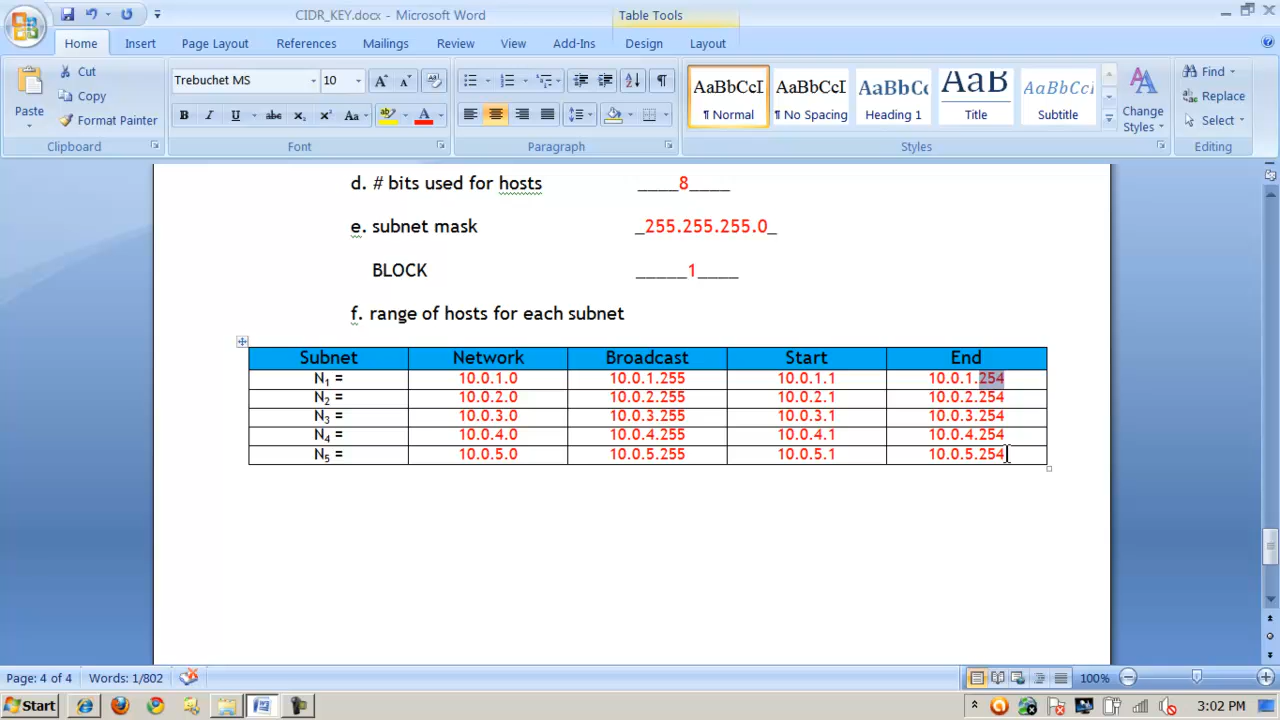 CIDR_KEY.docx - Microsoft Word
Table Tools
Home Insert Page Layout References Mailings Review View Add-Ins Design Layout
Paste
Cut
Copy
Format Painter
Clipboard
Trebuchet MS 10
B I U abc x₂ x² Aa A
Font
Paragraph
AaBbCcI AaBbCcI AaBbCc AaB AaBbCcI
¶ Normal ¶ No Spacing Heading 1 Title Subtitle
Change Styles
Styles
Find
Replace
Select
Editing
d. # bits used for hosts ____8____
e. subnet mask _255.255.255.0_
BLOCK _____1____
f. range of hosts for each subnet
Subnet Network Broadcast Start End
N₁ = 10.0.1.0 10.0.1.255 10.0.1.1 10.0.1.254
N₂ = 10.0.2.0 10.0.2.255 10.0.2.1 10.0.2.254
N₃ = 10.0.3.0 10.0.3.255 10.0.3.1 10.0.3.254
N₄ = 10.0.4.0 10.0.4.255 10.0.4.1 10.0.4.254
N₅ = 10.0.5.0 10.0.5.255 10.0.5.1 10.0.5.254
Page: 4 of 4 Words: 1/802 100%
Start 3:02 PM